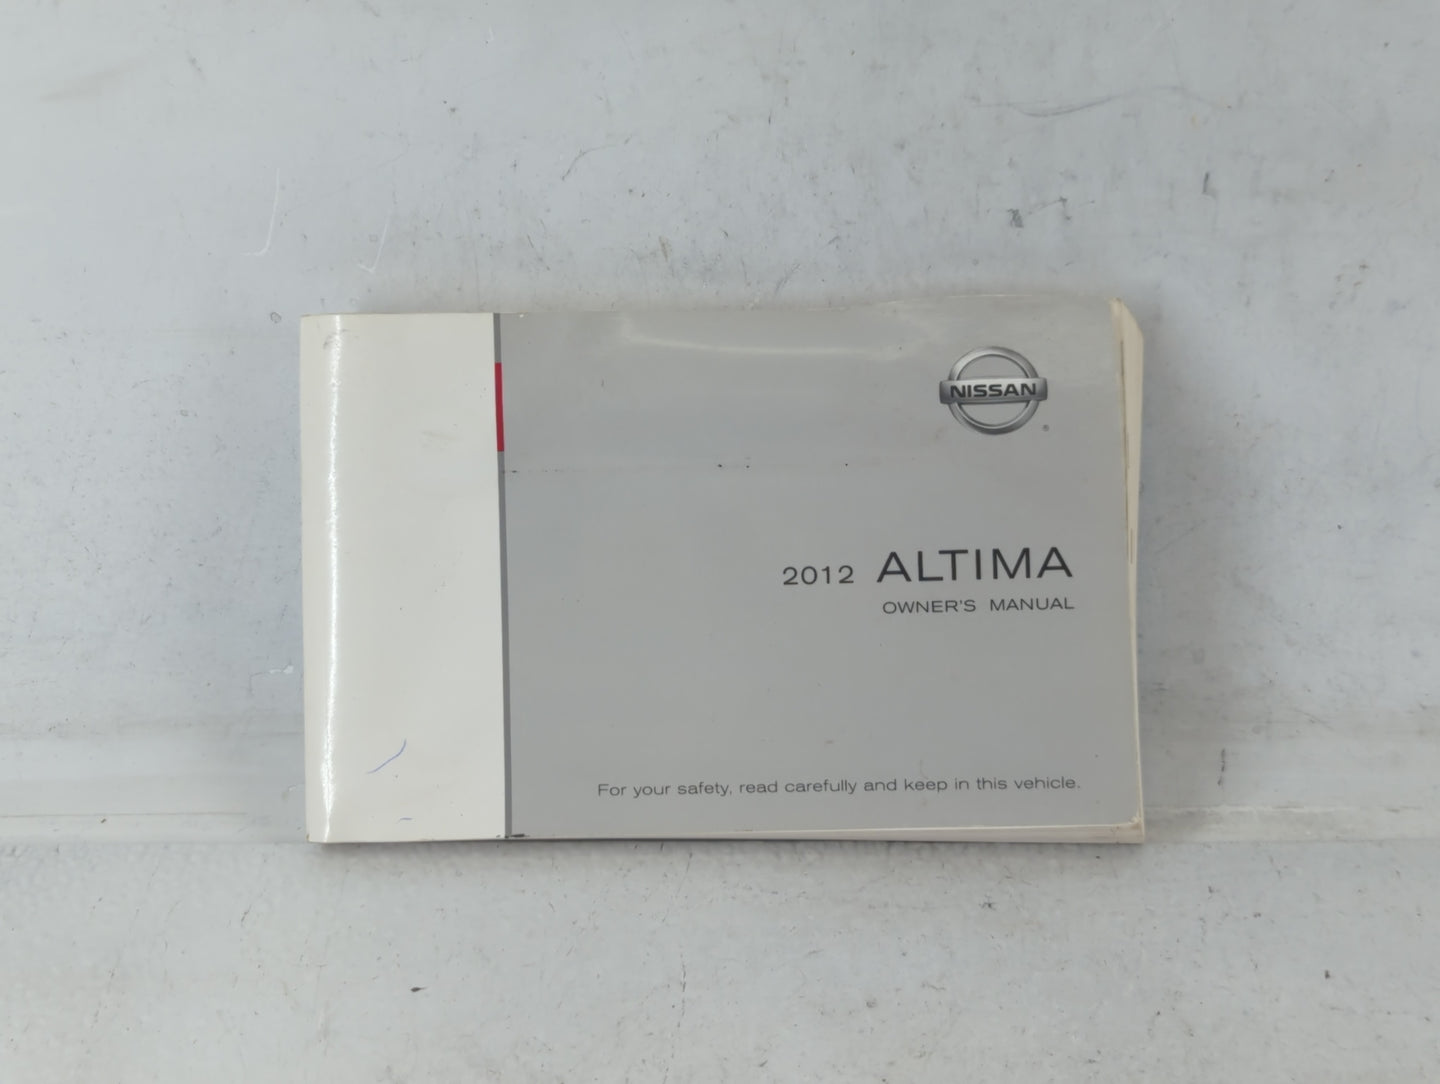 NISSAN
®
2012 ALTIMA
OWNER'S MANUAL
For your safety, read carefully and keep in this vehicle.